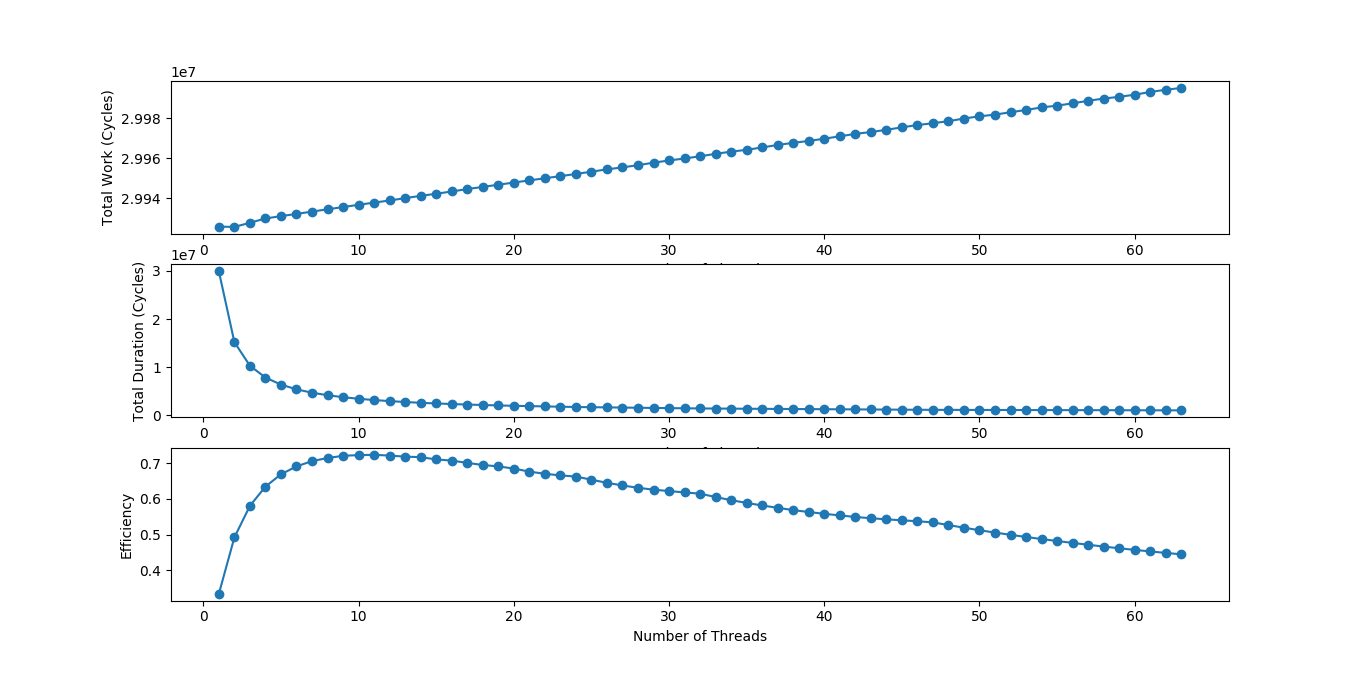 1e7
Total Work (Cycles)
2.998
2.996
2.994
0 10 20 30 40 50 60
1e7
Total Duration (Cycles)
3
2
1
0
0 10 20 30 40 50 60
Efficiency
0.7
0.6
0.5
0.4
0 10 20 30 40 50 60
Number of Threads